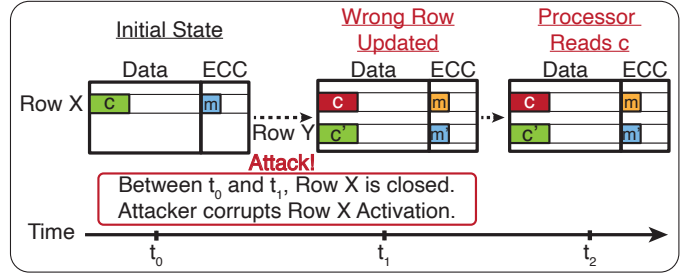 Initial State
Wrong Row
Updated
Processor
Reads c
Data ECC
Data ECC
Data ECC
Row X
c m
c m
c m
Row Y
c' m'
c' m'
Attack!
Between t0 and t1, Row X is closed.
Attacker corrupts Row X Activation.
Time
t0 t1 t2